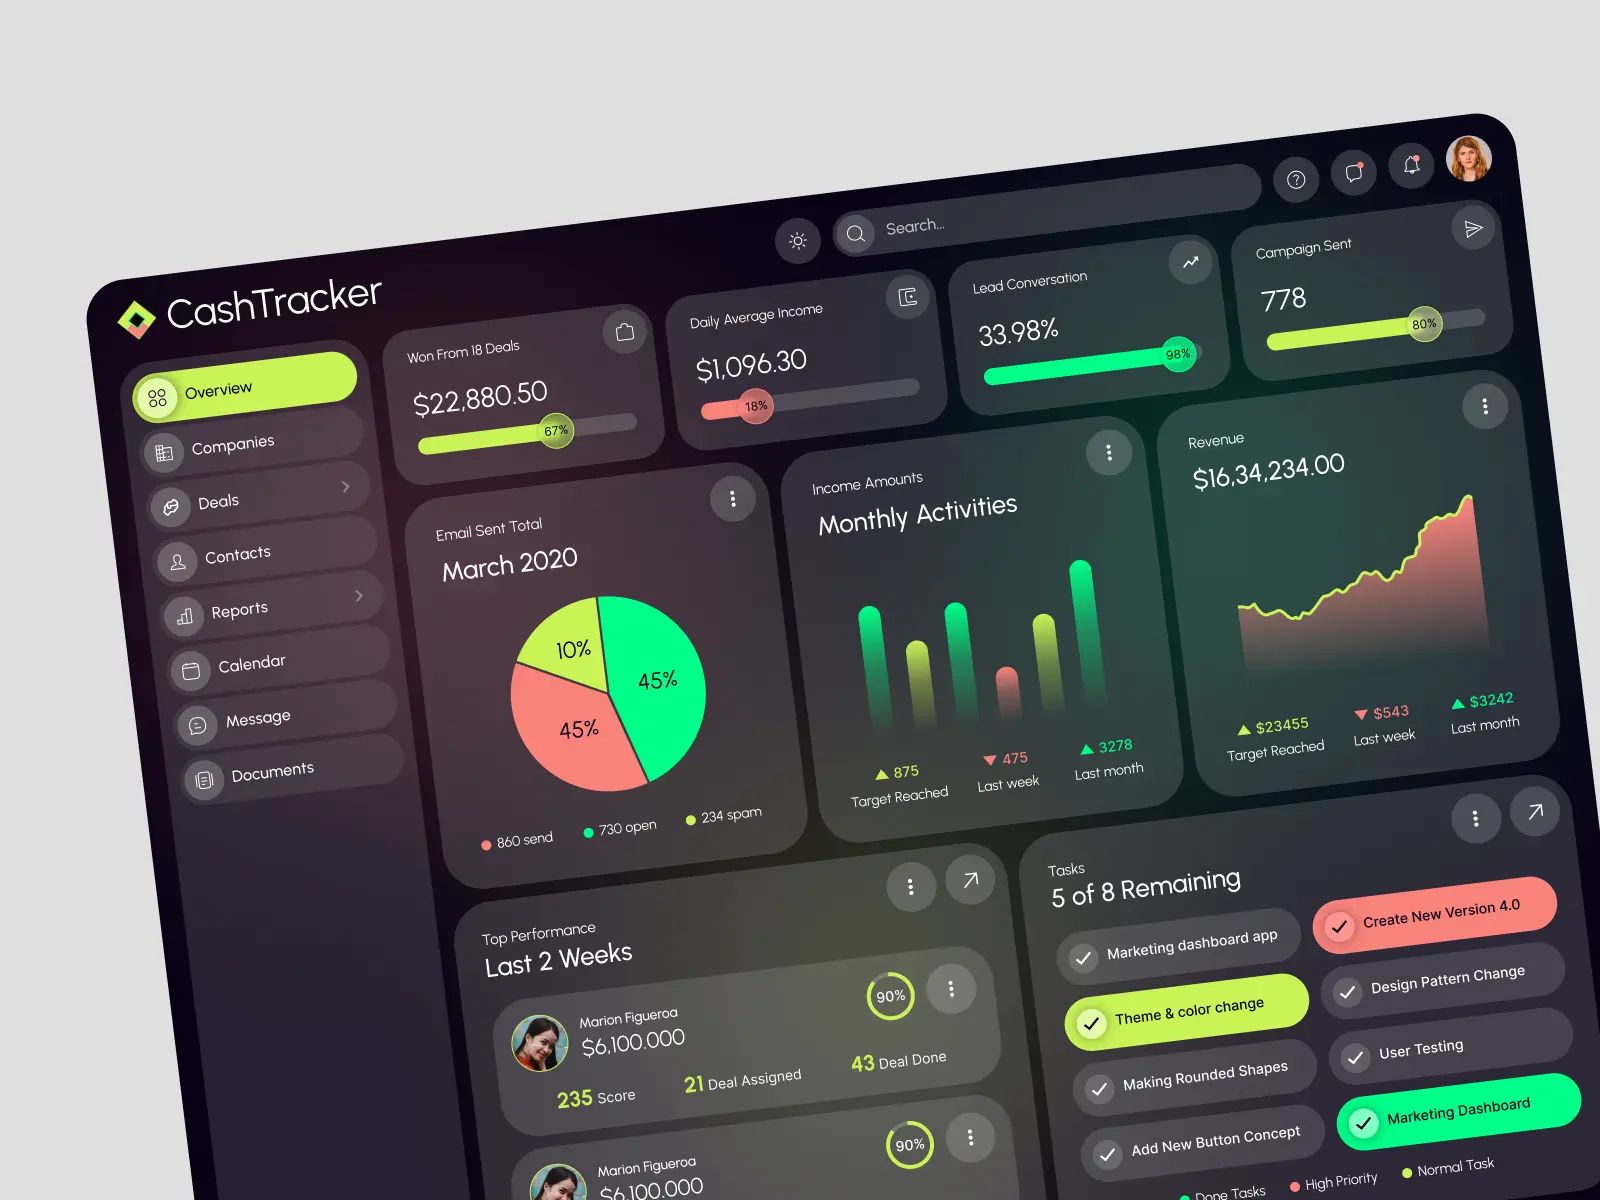 CashTracker
Search...
Overview
Companies
Deals
Contacts
Reports
Calendar
Message
Documents
Won From 18 Deals
$22,880.50
67%
Daily Average Income
$1,096.30
18%
Lead Conversation
33.98%
98%
Campaign Sent
778
80%
Email Sent Total
March 2020
10%
45%
45%
860 send
730 open
234 spam
Income Amounts
Monthly Activities
875
Target Reached
475
Last week
3278
Last month
Revenue
$16,34,234.00
$23455
Target Reached
$543
Last week
$3242
Last month
Top Performance
Last 2 Weeks
Marion Figueroa
$6,100.000
90%
235 Score
21 Deal Assigned
43 Deal Done
Marion Figueroa
$6,100.000
90%
Tasks
5 of 8 Remaining
Marketing dashboard app
Create New Version 4.0
Theme & color change
Design Pattern Change
Making Rounded Shapes
User Testing
Add New Button Concept
Marketing Dashboard
Done Tasks
High Priority
Normal Task